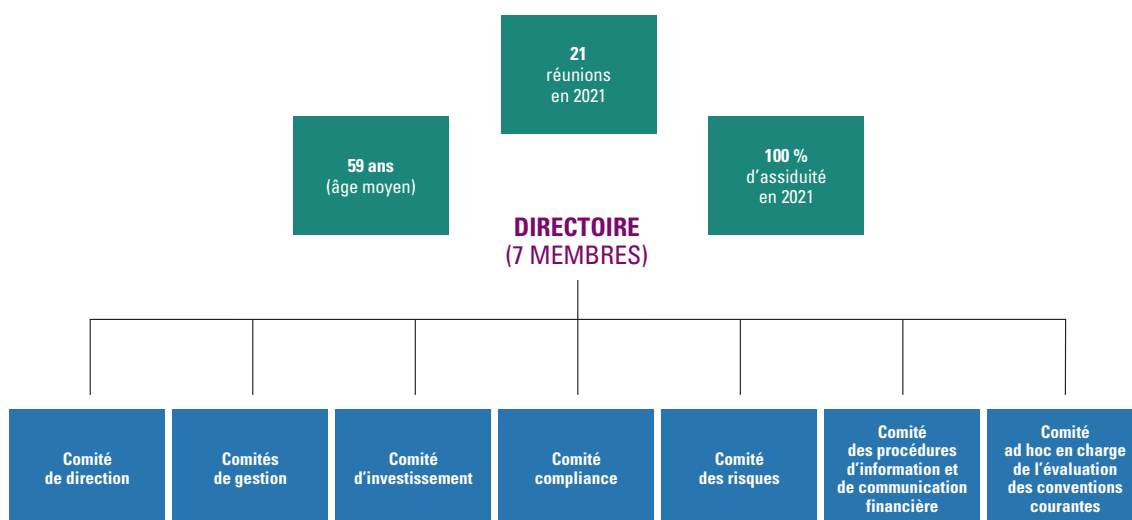 21
réunions
en 2021
59 ans
(âge moyen)
100 %
d'assiduité
en 2021
DIRECTOIRE
(7 MEMBRES)
Comité
de direction
Comités
de gestion
Comité
d'investissement
Comité
compliance
Comité
des risques
Comité
des procédures
d'information et
de communication
financière
Comité
ad hoc en charge
de l'évaluation
des conventions
courantes